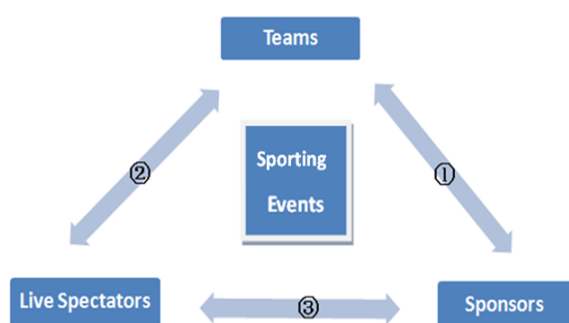 Teams
②
①
Sporting
Events
Live Spectators
③
Sponsors